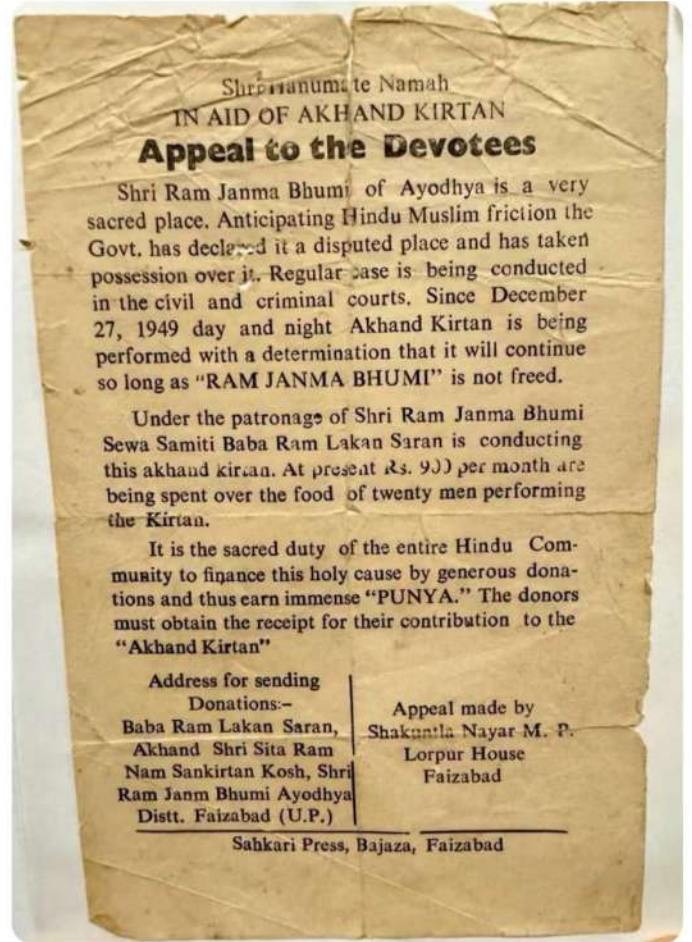 Shri Hanumate Namah
IN AID OF AKHAND KIRTAN
Appeal to the Devotees
Shri Ram Janma Bhumi of Ayodhya is a very
sacred place. Anticipating Hindu Muslim friction the
Govt. has declared it a disputed place and has taken
possession over it. Regular case is being conducted
in the civil and criminal courts. Since December
27, 1949 day and night Akhand Kirtan is being
performed with a determination that it will continue
so long as “RAM JANMA BHUMI” is not freed.
Under the patronage of Shri Ram Janma Bhumi
Sewa Samiti Baba Ram Lakan Saran is conducting
this akhand kirtan. At present Rs. 900 per month are
being spent over the food of twenty men performing
the Kirtan.
It is the sacred duty of the entire Hindu Com-
munity to finance this holy cause by generous dona-
tions and thus earn immense “PUNYA.” The donors
must obtain the receipt for their contribution to the
“Akhand Kirtan”
Address for sending
Donations:–
Baba Ram Lakan Saran,
Akhand Shri Sita Ram
Nam Sankirtan Kosh, Shri
Ram Janm Bhumi Ayodhya
Distt. Faizabad (U.P.)
Appeal made by
Shakuntla Nayar M. P.
Lorpur House
Faizabad
Sahkari Press, Bajaza, Faizabad